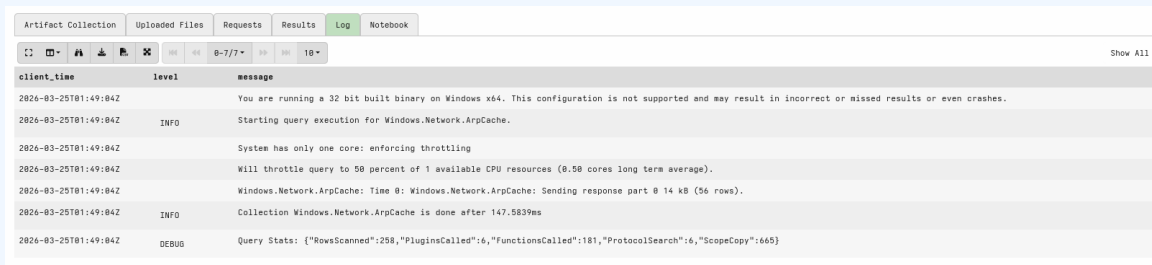 Artifact Collection Uploaded Files Requests Results Log Notebook
0-7/7 10 Show All
client_time level message
2026-03-25T01:49:04Z You are running a 32 bit built binary on Windows x64. This configuration is not supported and may result in incorrect or missed results or even crashes.
2026-03-25T01:49:04Z INFO Starting query execution for Windows.Network.ArpCache.
2026-03-25T01:49:04Z System has only one core: enforcing throttling
2026-03-25T01:49:04Z Will throttle query to 50 percent of 1 available CPU resources (0.50 cores long term average).
2026-03-25T01:49:04Z Windows.Network.ArpCache: Time 0: Windows.Network.ArpCache: Sending response part 0 14 kB (56 rows).
2026-03-25T01:49:04Z INFO Collection Windows.Network.ArpCache is done after 147.5839ms
2026-03-25T01:49:04Z DEBUG Query Stats: {"RowsScanned":258,"PluginsCalled":6,"FunctionsCalled":181,"ProtocolSearch":6,"ScopeCopy":665}